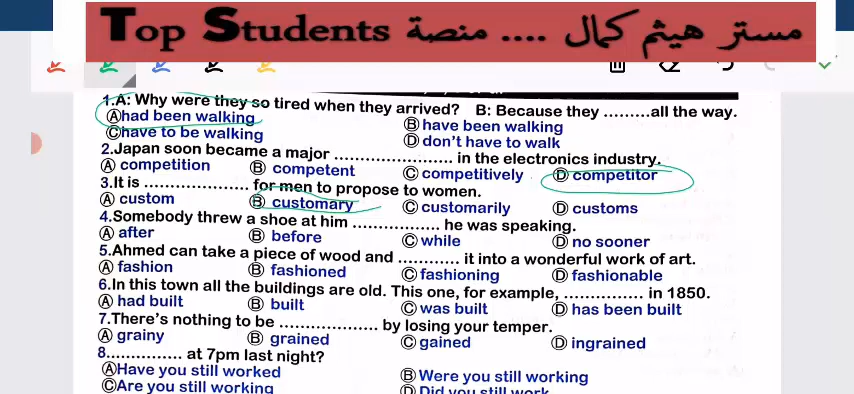 Top Students مستر هيثم كمال .... منصة
1.A: Why were they so tired when they arrived? B: Because they .........all the way.
Ⓐhad been walking Ⓑ have been walking
Ⓒhave to be walking Ⓓ don't have to walk
2.Japan soon became a major ....................... in the electronics industry.
Ⓐ competition Ⓑ competent Ⓒ competitively Ⓓ competitor
3.It is .................... for men to propose to women.
Ⓐ custom Ⓑ customary Ⓒ customarily Ⓓ customs
4.Somebody threw a shoe at him ................. he was speaking.
Ⓐ after Ⓑ before Ⓒ while Ⓓ no sooner
5.Ahmed can take a piece of wood and ............ it into a wonderful work of art.
Ⓐ fashion Ⓑ fashioned Ⓒ fashioning Ⓓ fashionable
6.In this town all the buildings are old. This one, for example, ............... in 1850.
Ⓐ had built Ⓑ built Ⓒ was built Ⓓ has been built
7.There's nothing to be ................... by losing your temper.
Ⓐ grainy Ⓑ grained Ⓒ gained Ⓓ ingrained
8............... at 7pm last night?
ⒶHave you still worked Ⓑ Were you still working
ⒸAre you still working Ⓓ Did you still work